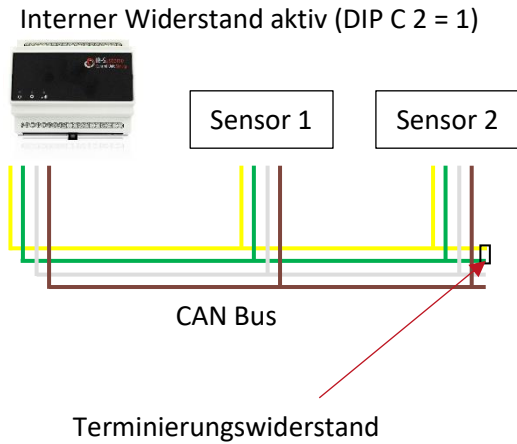 Interner Widerstand aktiv (DIP C 2 = 1)
Sensor 1
Sensor 2
CAN Bus
Terminierungswiderstand